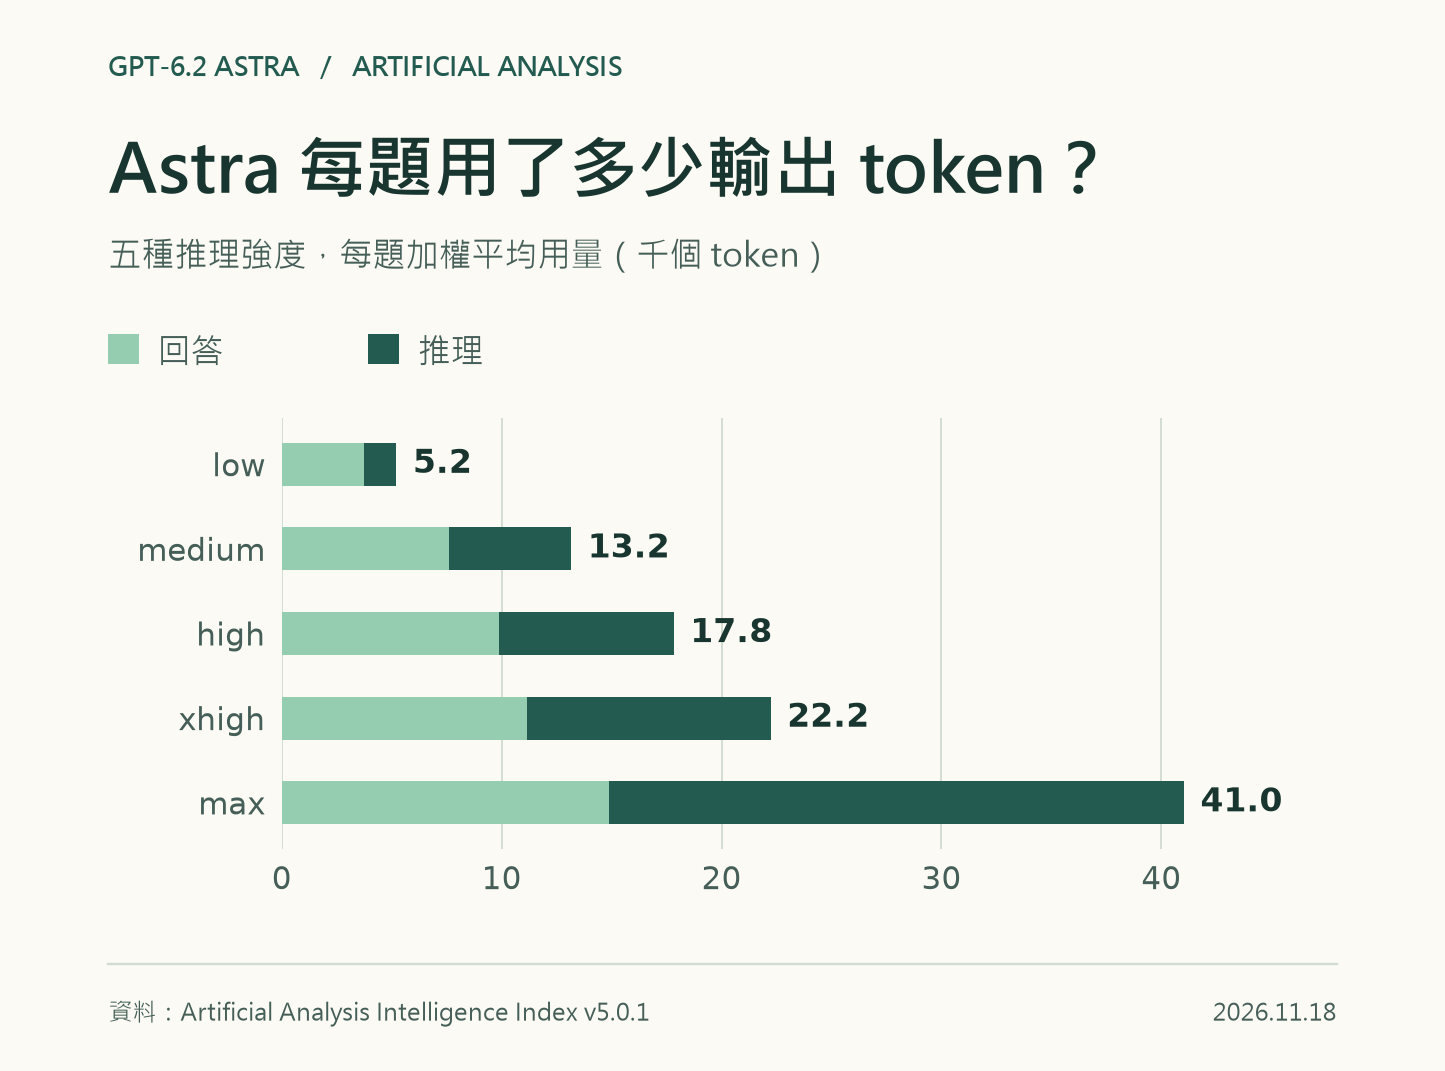 GPT-6.2 ASTRA / ARTIFICIAL ANALYSIS
Astra 每題用了多少輸出 token？
五種推理強度，每題加權平均用量（千個 token）
回答 推理
low 5.2
medium 13.2
high 17.8
xhigh 22.2
max 41.0
0 10 20 30 40
資料：Artificial Analysis Intelligence Index v5.0.1 2026.11.18